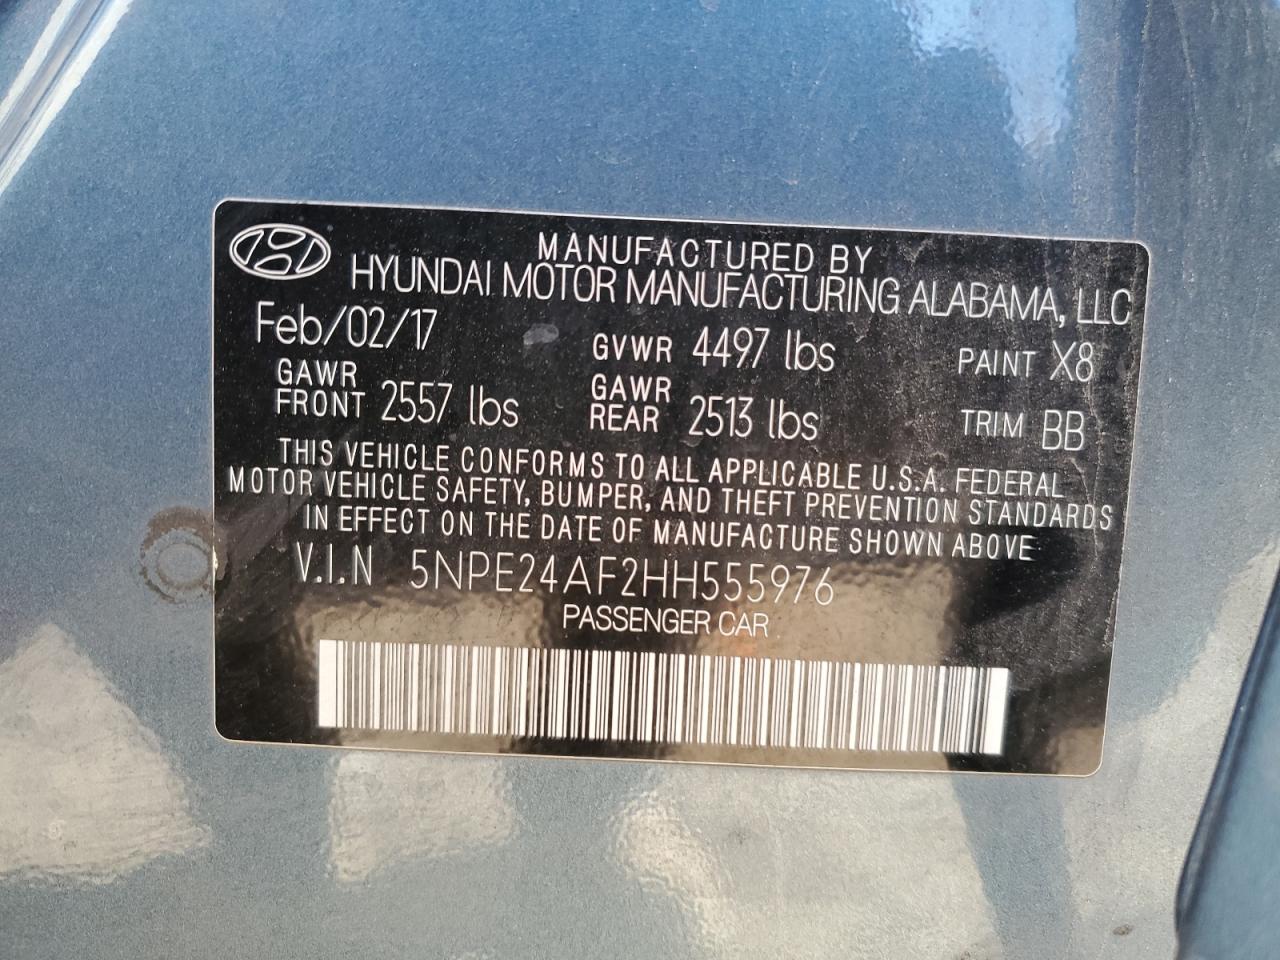 MANUFACTURED BY
HYUNDAI MOTOR MANUFACTURING ALABAMA, LLC
Feb/02/17 GVWR 4497 lbs PAINT X8
GAWR FRONT 2557 lbs GAWR REAR 2513 lbs TRIM BB
THIS VEHICLE CONFORMS TO ALL APPLICABLE U.S.A. FEDERAL
MOTOR VEHICLE SAFETY, BUMPER, AND THEFT PREVENTION STANDARDS
IN EFFECT ON THE DATE OF MANUFACTURE SHOWN ABOVE
V.I.N 5NPE24AF2HH555976
PASSENGER CAR